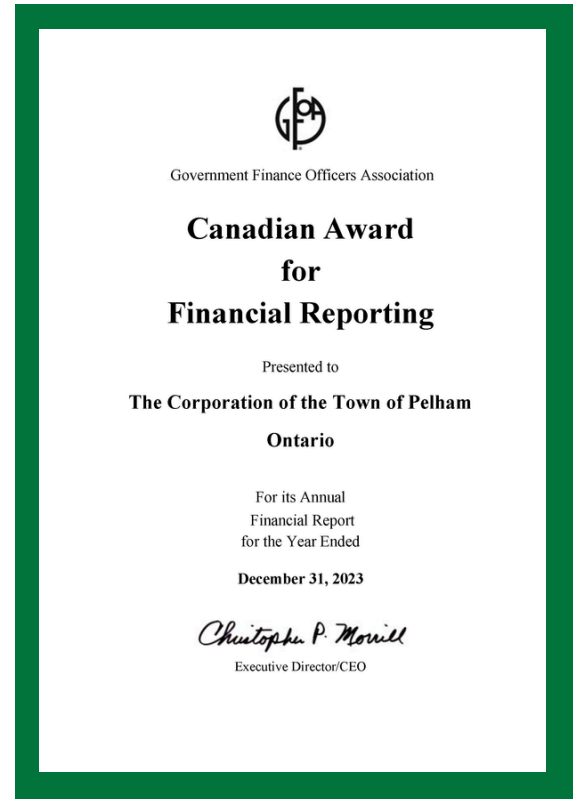 GFOA
Government Finance Officers Association
Canadian Award
for
Financial Reporting
Presented to
The Corporation of the Town of Pelham
Ontario
For its Annual
Financial Report
for the Year Ended
December 31, 2023
Christopher P. Morrill
Executive Director/CEO